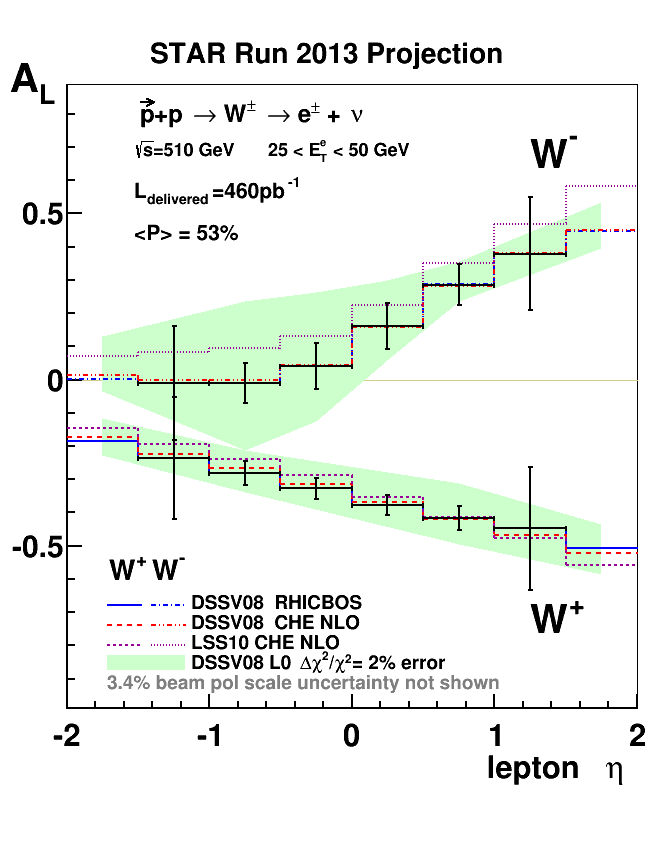 STAR Run 2013 Projection
A_L
p⃗+p → W^± → e^± + ν
√s=510 GeV 25 < E_T^e < 50 GeV
L_delivered=460pb^-1
<P> = 53%
W^-
0.5
0
-0.5
W^+ W^-
DSSV08 RHICBOS
DSSV08 CHE NLO
LSS10 CHE NLO
DSSV08 L0 Δχ²/χ²= 2% error
3.4% beam pol scale uncertainty not shown
W^+
-2 -1 0 1 2
lepton η